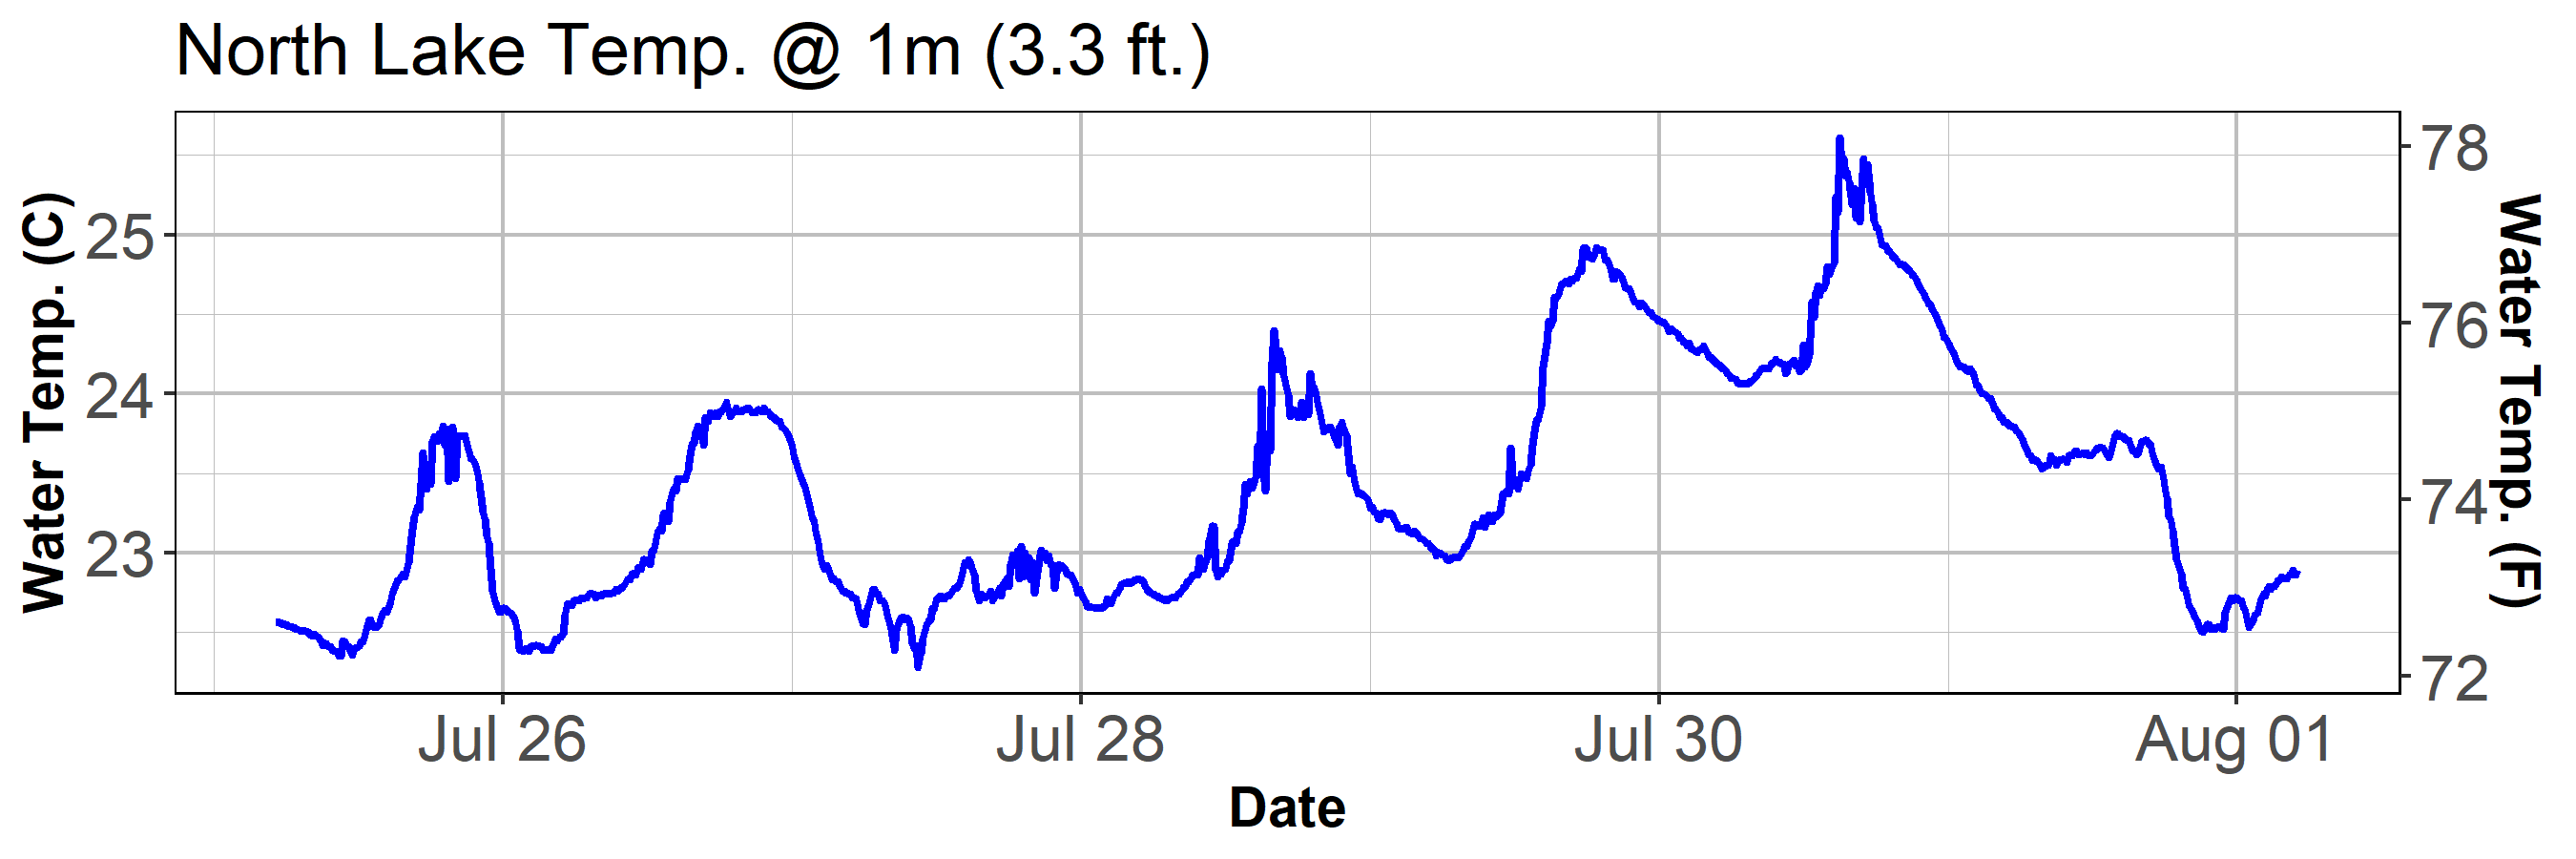 North Lake Temp. @ 1m (3.3 ft.)
Water Temp. (C)
25
24
23
78
76
74
72
Water Temp. (F)
Jul 26
Jul 28
Jul 30
Aug 01
Date